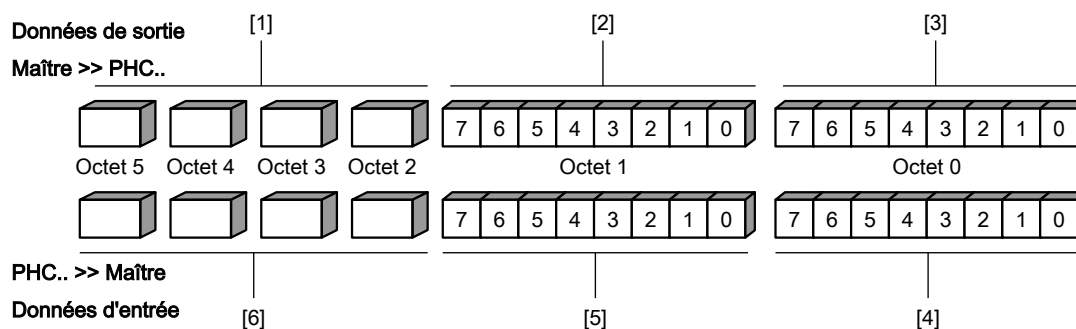 Données de sortie
Maître >> PHC..
[1] [2] [3]
7 6 5 4 3 2 1 0 7 6 5 4 3 2 1 0
Octet 5 Octet 4 Octet 3 Octet 2 Octet 1 Octet 0
7 6 5 4 3 2 1 0 7 6 5 4 3 2 1 0
PHC.. >> Maître
Données d'entrée
[6] [5] [4]